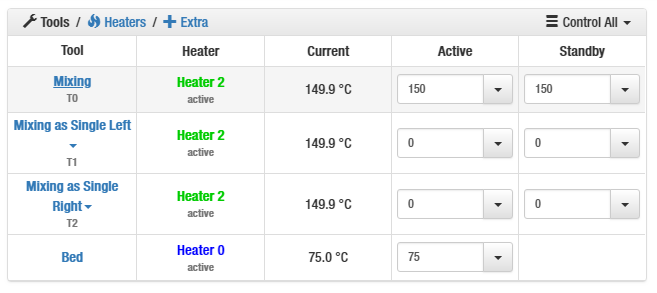 Tools / Heaters / Extra Control All
Tool Heater Current Active Standby
Mixing Heater 2 149.9 °C 150 150
T0 active
Mixing as Single Left Heater 2 149.9 °C 0 0
active
T1
Mixing as Single Heater 2 149.9 °C 0 0
Right active
T2
Bed Heater 0 75.0 °C 75
active